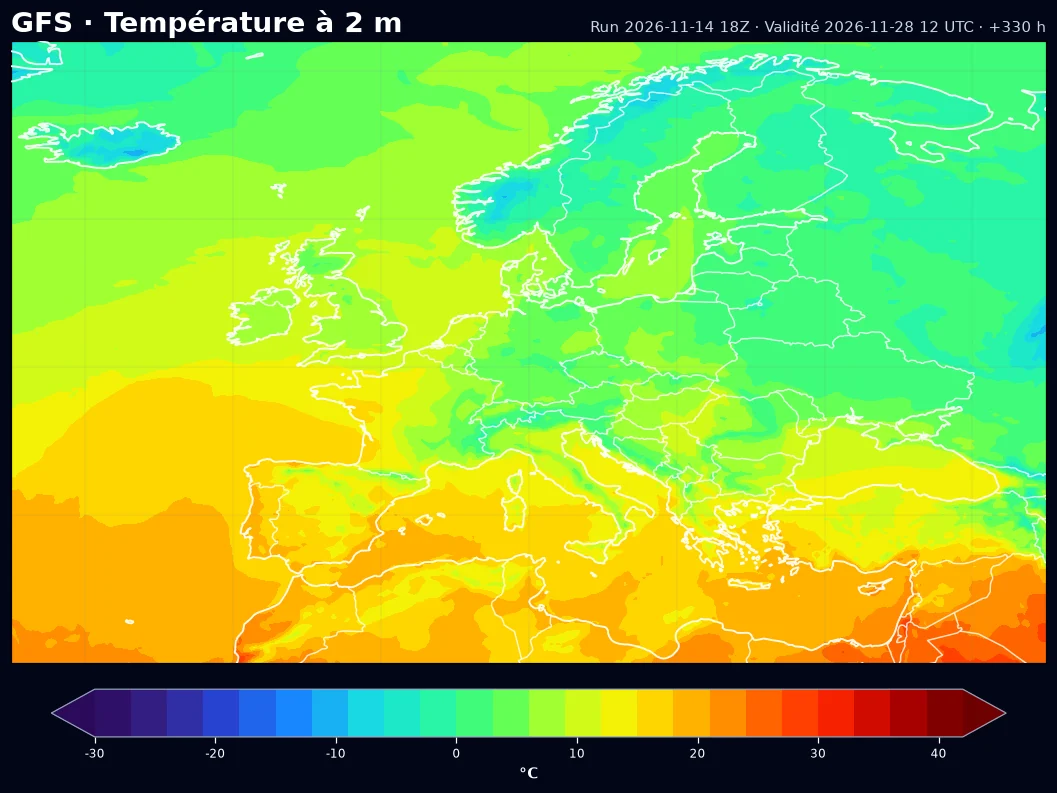 GFS · Température à 2 m
Run 2026-11-14 18Z · Validité 2026-11-28 12 UTC · +330 h
-30 -20 -10 0 10 20 30 40
°C